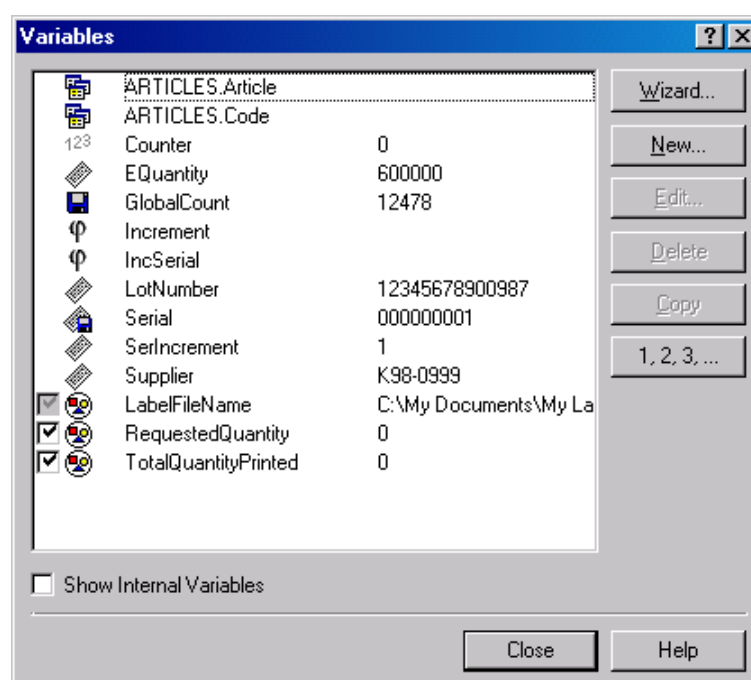 Variables
ARTICLES.Article
ARTICLES.Code
123 Counter 0
EQuantity 600000
GlobalCount 12478
φ Increment
φ IncSerial
LotNumber 12345678900987
Serial 000000001
SerIncrement 1
Supplier K98-0999
LabelFileName C:\My Documents\My La
RequestedQuantity 0
TotalQuantityPrinted 0
Wizard...
New...
Edit...
Delete
Copy
1, 2, 3, ...
Show Internal Variables
Close Help